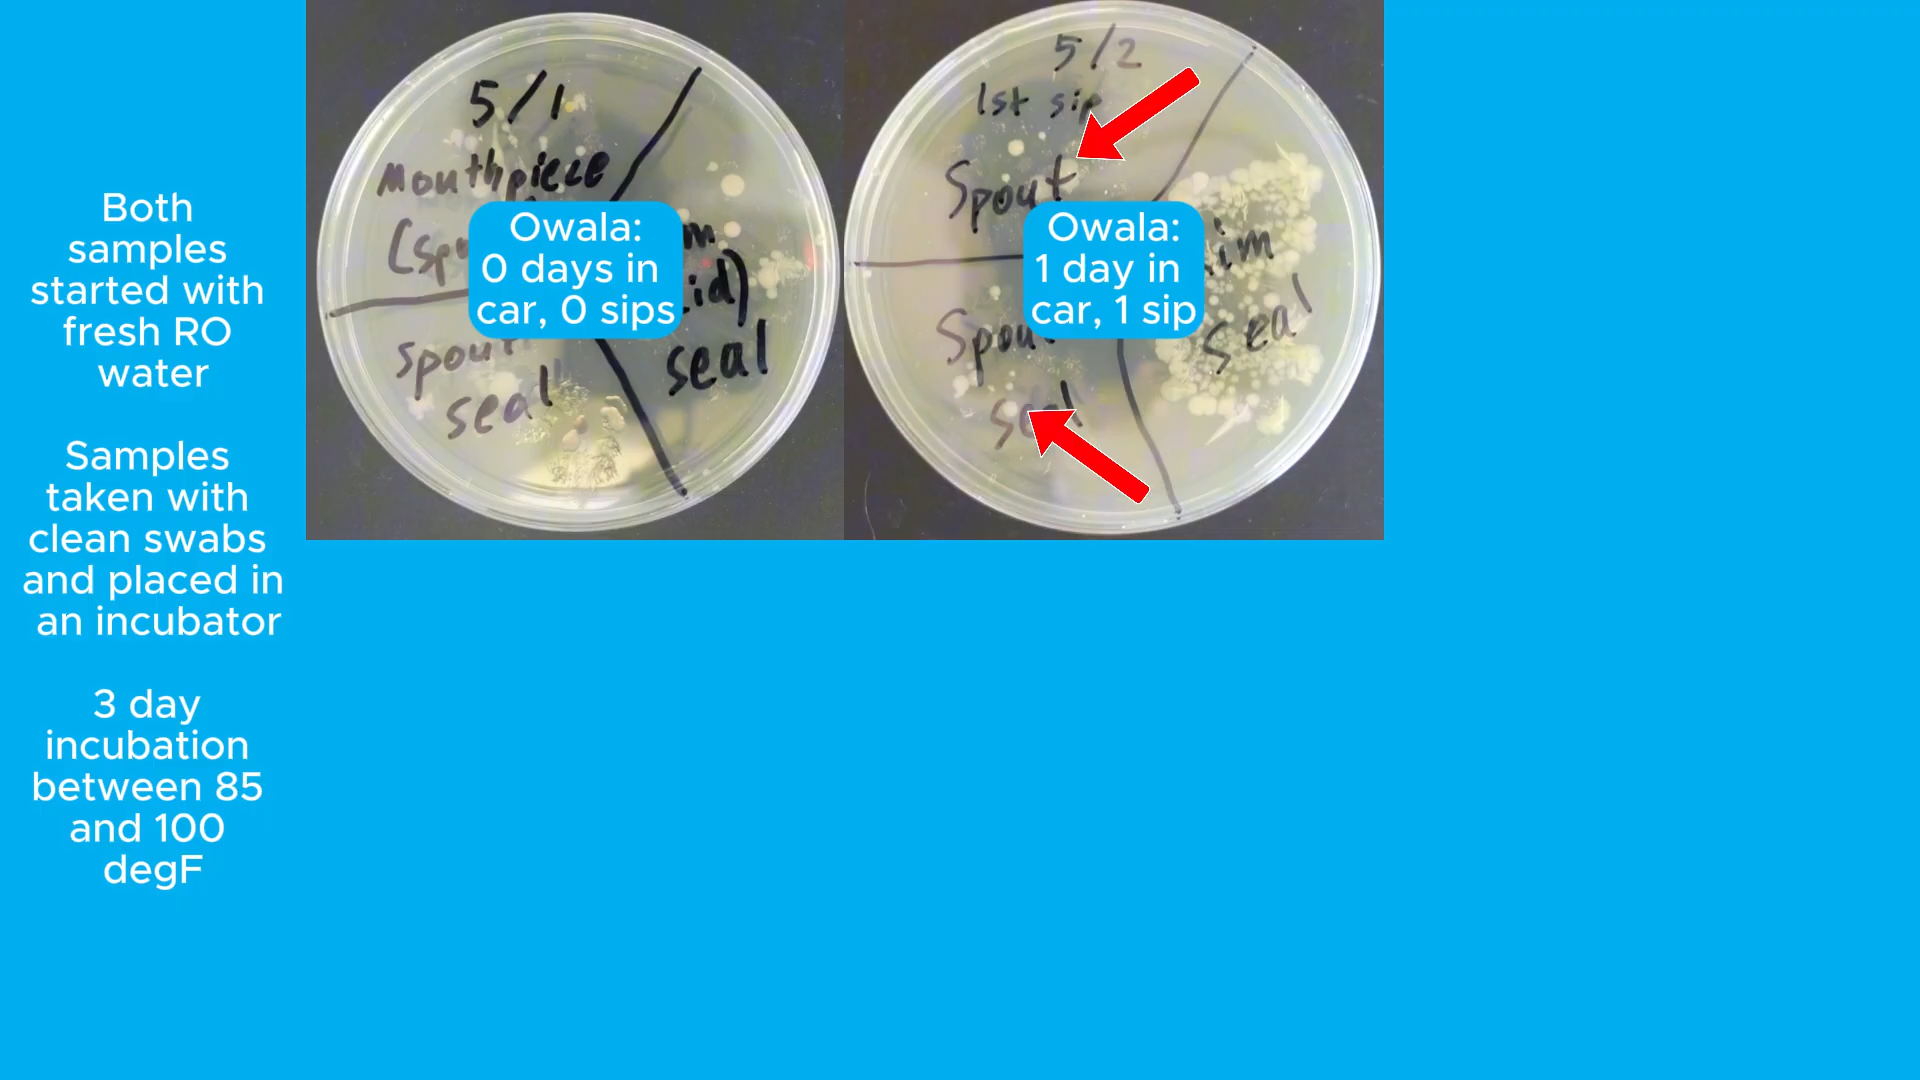 Both
samples
started with
fresh RO
water
Samples
taken with
clean swabs
and placed in
an incubator
3 day
incubation
between 85
and 100
degF
5/1
Mouthpiece
seal
seal
Owala:
0 days in
car, 0 sips
5/2
1st sip
Spout
seal
seal
Owala:
1 day in
car, 1 sip